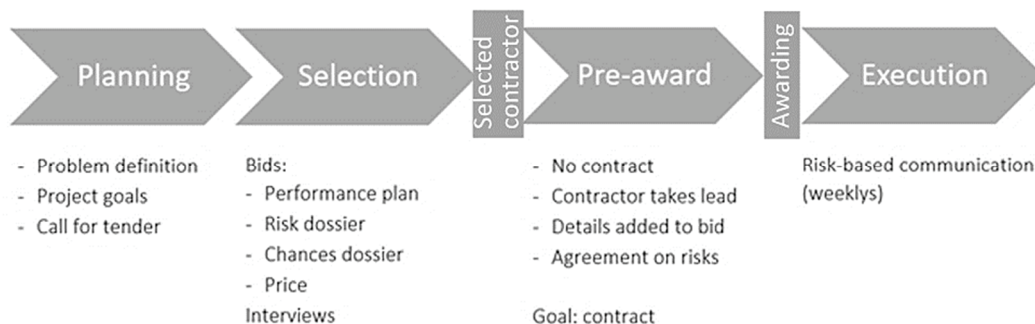 Planning
Selection
Selected
contractor
Pre-award
Awarding
Execution
- Problem definition
- Project goals
- Call for tender
Bids:
- Performance plan
- Risk dossier
- Chances dossier
- Price
Interviews
- No contract
- Contractor takes lead
- Details added to bid
- Agreement on risks
Goal: contract
Risk-based communication
(weeklys)